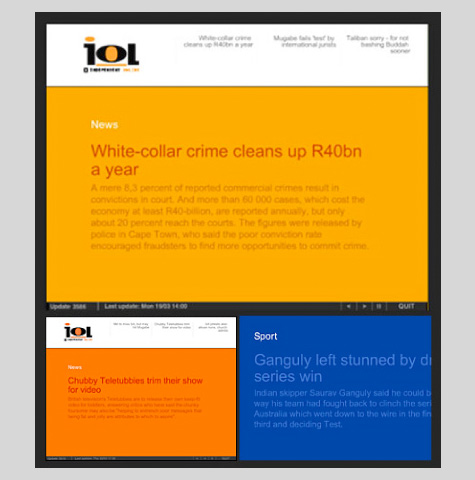 iOL
INDEPENDENT ONLINE
White-collar crime
cleans up R40bn a year
Mugabe fails 'test' by
international jurists
Taliban sorry - for not
bashing Buddah
sooner
News
White-collar crime cleans up R40bn
a year
A mere 6,3 percent of reported commercial crimes result in
convictions in court. And more than 60 000 cases, which cost the
economy at least R40-billion, are reported annually, but only
about 20 percent reach the courts. The figures were released by
police in Cape Town, who said the poor conviction rate
encouraged fraudsters to find more opportunities to commit crime.
Update 3586 Last update: Mon 19/03 14:00 QUIT
iOL
News
Chubby Teletubbies trim their show
for video
Sport
Ganguly left stunned by dr
series win
Indian skipper Saurav Ganguly said he could b
way his team had fought back to clinch the seri
Australia which went down to the wire in the fin
third and deciding Test.